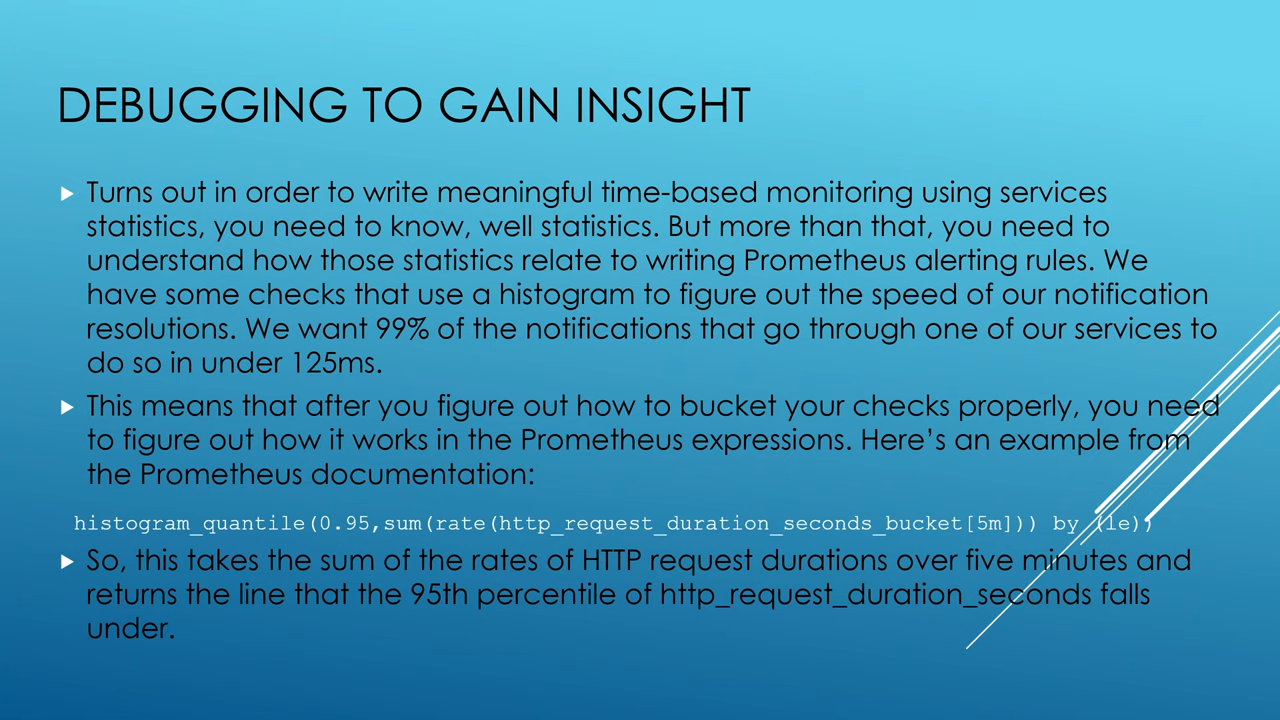 DEBUGGING TO GAIN INSIGHT
Turns out in order to write meaningful time-based monitoring using services
statistics, you need to know, well statistics. But more than that, you need to
understand how those statistics relate to writing Prometheus alerting rules. We
have some checks that use a histogram to figure out the speed of our notification
resolutions. We want 99% of the notifications that go through one of our services to
do so in under 125ms.
This means that after you figure out how to bucket your checks properly, you need
to figure out how it works in the Prometheus expressions. Here’s an example from
the Prometheus documentation:
histogram_quantile(0.95,sum(rate(http_request_duration_seconds_bucket[5m])) by (le))
So, this takes the sum of the rates of HTTP request durations over five minutes and
returns the line that the 95th percentile of http_request_duration_seconds falls
under.